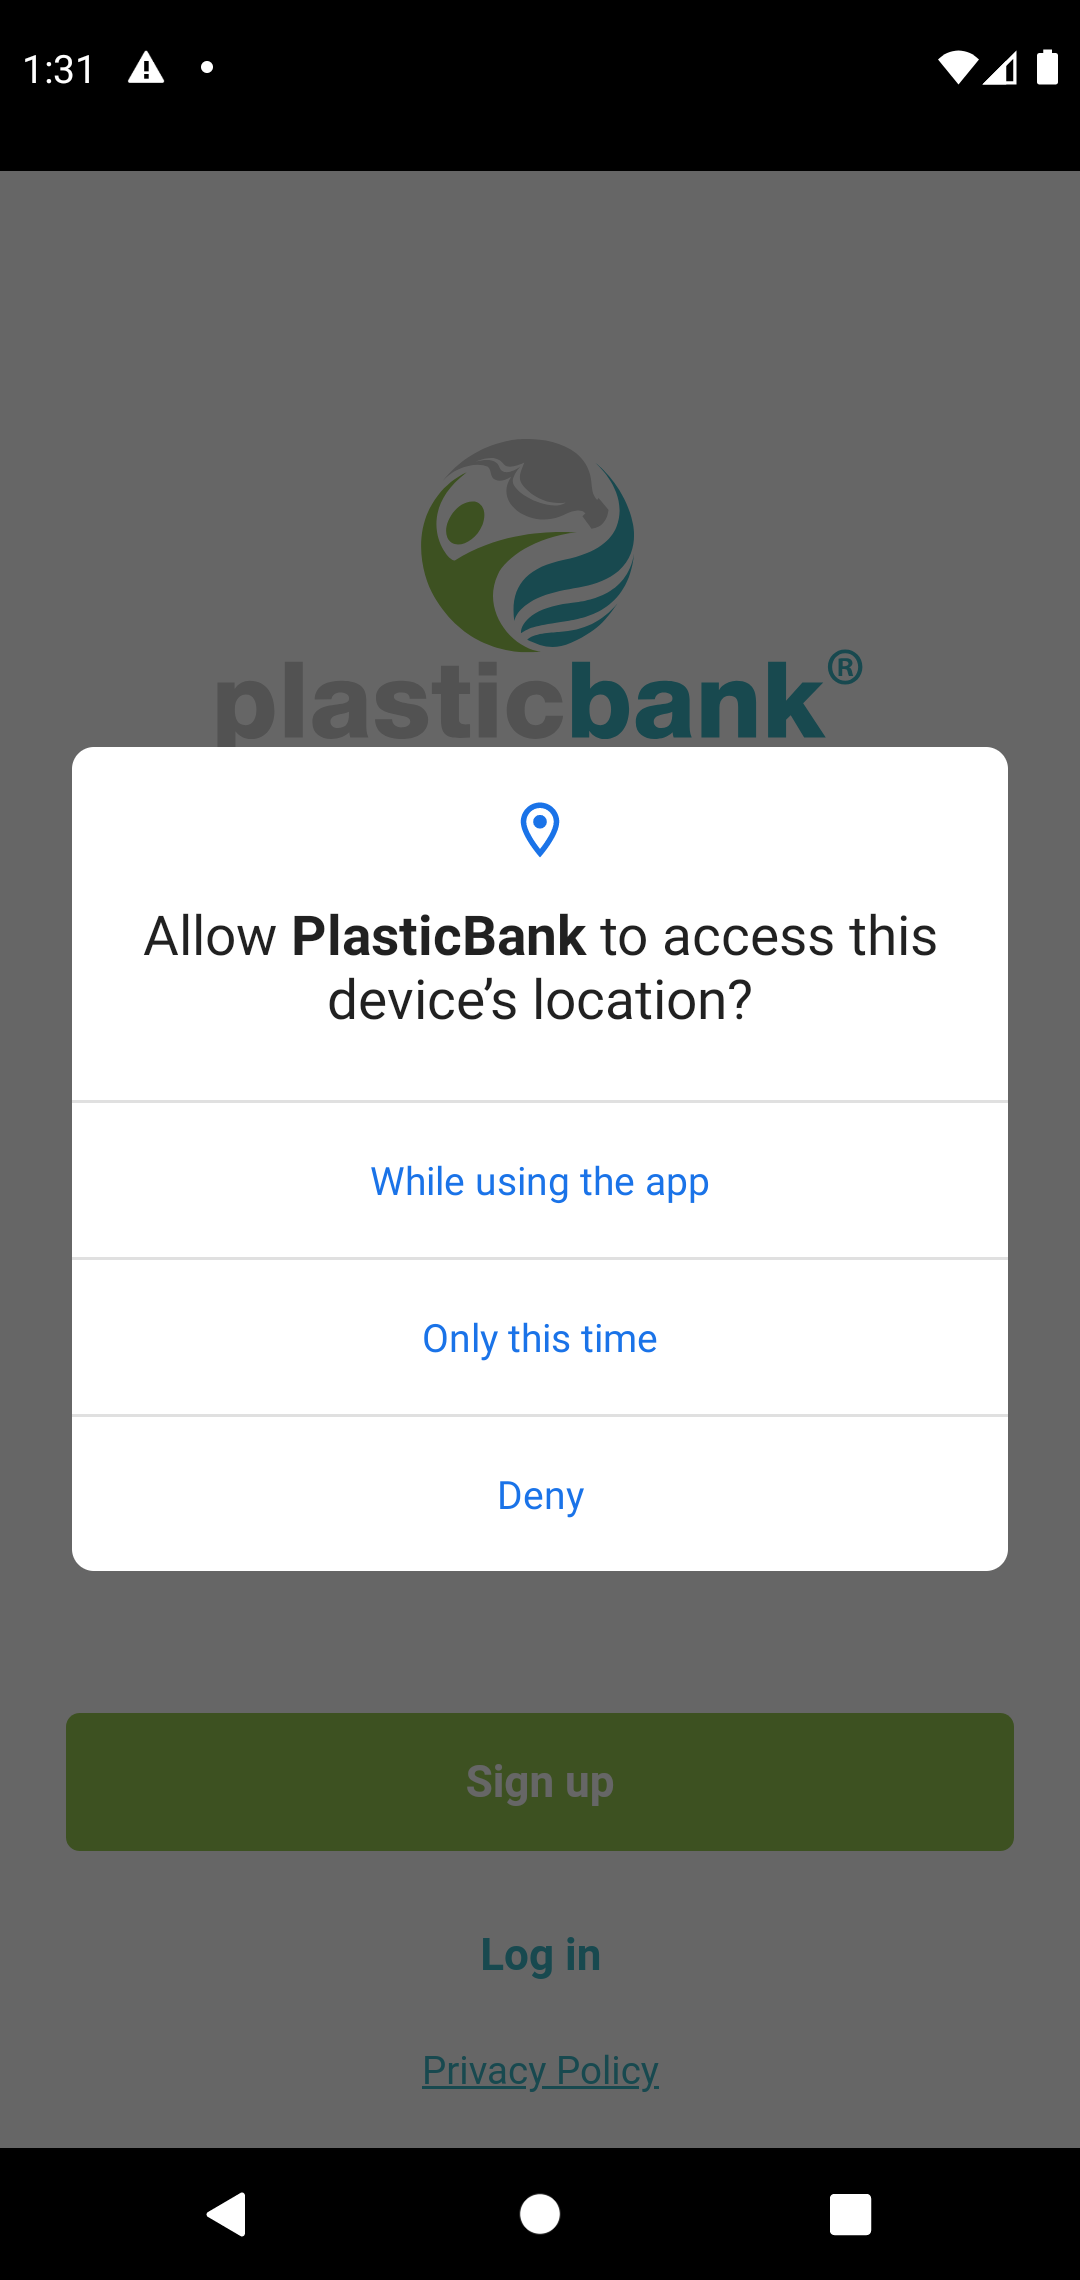 1:31
plasticbank®
Allow PlasticBank to access this
device’s location?
While using the app
Only this time
Deny
Sign up
Log in
Privacy Policy